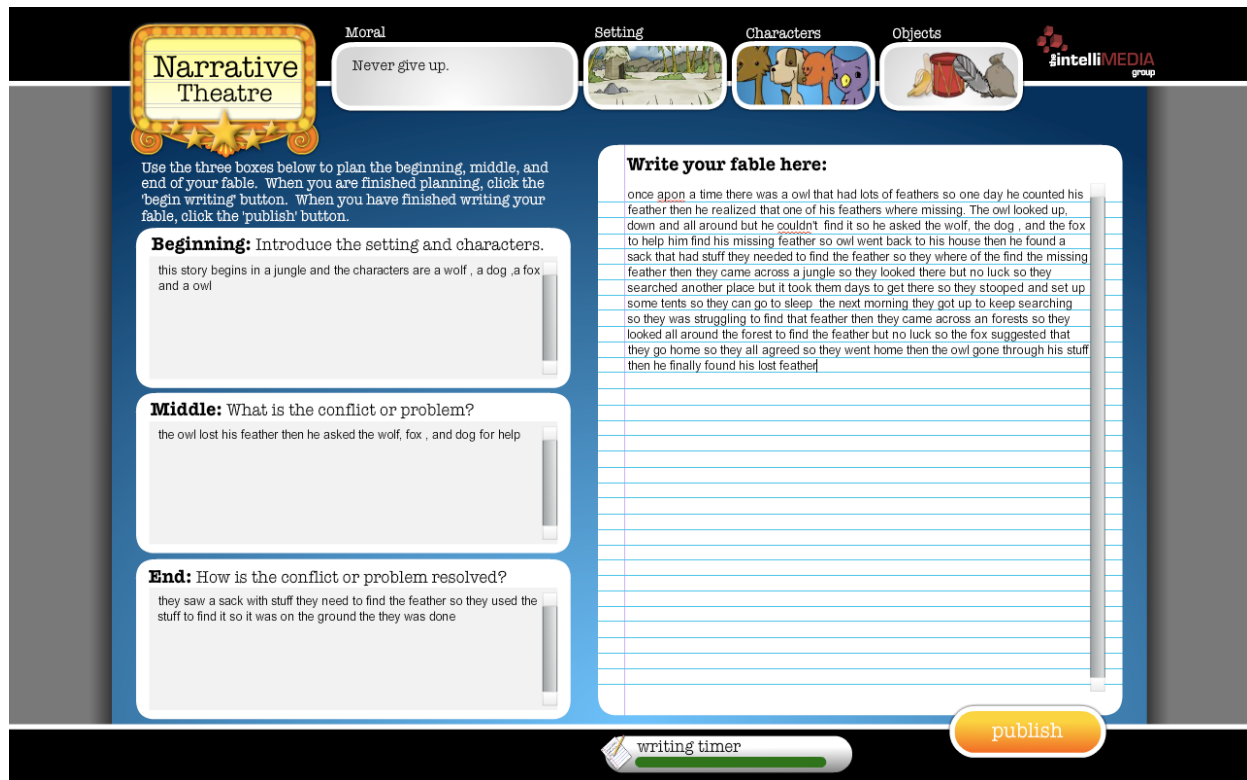 Moral
Setting
Characters
Objects
Narrative
Theatre
Never give up.
intelliMEDIA
group
Use the three boxes below to plan the beginning, middle, and
end of your fable. When you are finished planning, click the
'begin writing' button. When you have finished writing your
fable, click the 'publish' button.
Beginning: Introduce the setting and characters.
this story begins in a jungle and the characters are a wolf , a dog ,a fox
and a owl
Middle: What is the conflict or problem?
the owl lost his feather then he asked the wolf, fox , and dog for help
End: How is the conflict or problem resolved?
they saw a sack with stuff they need to find the feather so they used the
stuff to find it so it was on the ground the they was done
Write your fable here:
once apon a time there was a owl that had lots of feathers so one day he counted his
feather then he realized that one of his feathers where missing. The owl looked up,
down and all around but he couldn't find it so he asked the wolf, the dog , and the fox
to help him find his missing feather so owl went back to his house then he found a
sack that had stuff they needed to find the feather so they where of the find the missing
feather then they came across a jungle so they looked there but no luck so they
searched another place but it took them days to get there so they stooped and set up
some tents so they can go to sleep the next morning they got up to keep searching
so they was struggling to find that feather then they came across an forests so they
looked all around the forest to find the feather but no luck so the fox suggested that
they go home so they all agreed so they went home then the owl gone through his stuff
then he finally found his lost feather
publish
writing timer